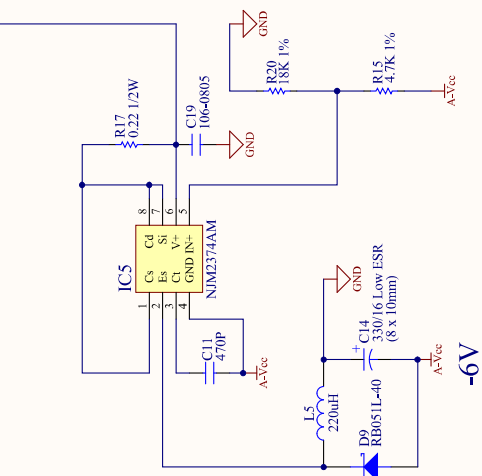 GND
R20
18K 1%
R15
4.7K 1%
A-Vcc
R17
0.22 1/2W
C19
106-0805
GND
8
7
6
5
Cd
Si
V+
IN+
IC5
NJM2374AM
Cs
Es
Ct
GND
1
2
3
4
C11
470P
A-Vcc
GND
C14
330/16 Low ESR
(8 x 10mm)
+
A-Vcc
-6V
L5
220uH
D9
RB051L-40